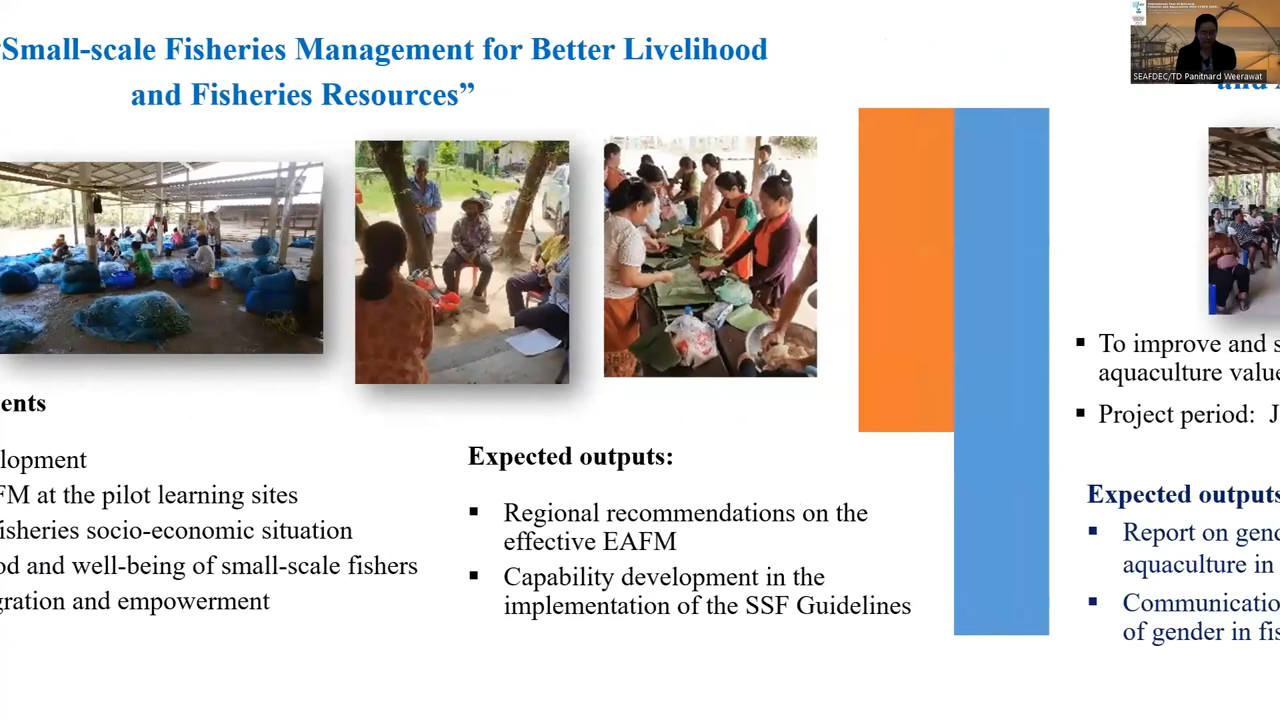 “Small-scale Fisheries Management for Better Livelihood
and Fisheries Resources”
ents
lopment
FM at the pilot learning sites
isheries socio-economic situation
od and well-being of small-scale fishers
gration and empowerment
Expected outputs:
▪ Regional recommendations on the
effective EAFM
▪ Capability development in the
implementation of the SSF Guidelines
SEAFDEC/TD Panitnard Weerawat
▪ To improve and s
aquaculture value
▪ Project period: J
Expected outputs
▪ Report on gend
aquaculture in
▪ Communicatio
of gender in fis